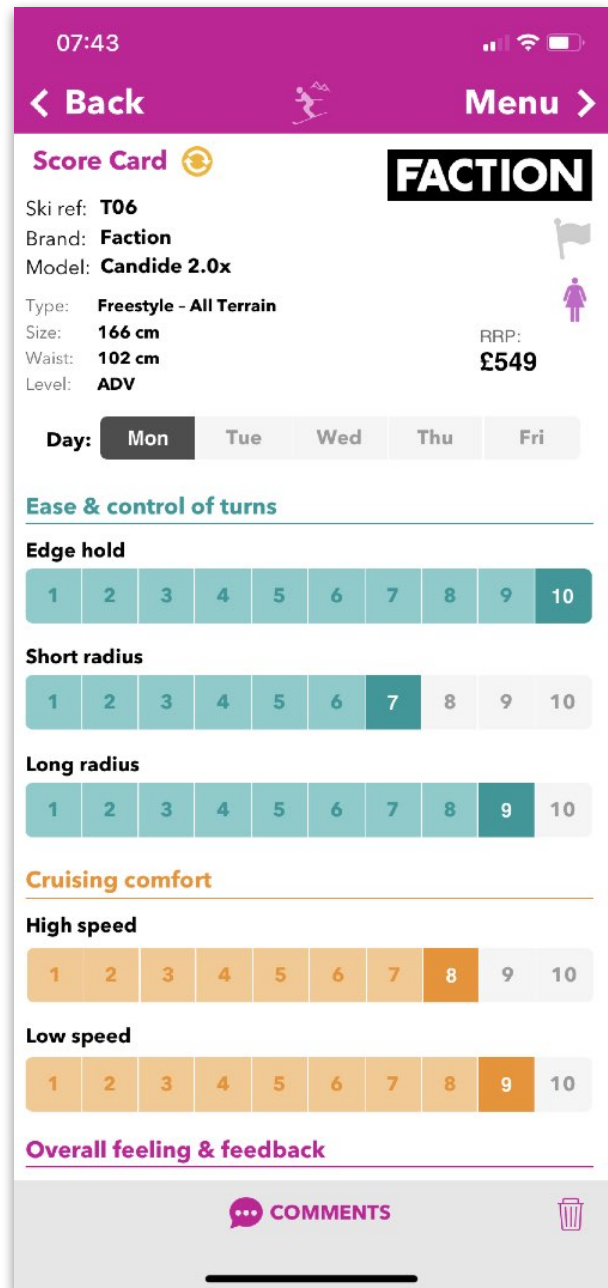 07:43
Back Menu
Score Card
FACTION
Ski ref: T06
Brand: Faction
Model: Candide 2.0x
Type: Freestyle – All Terrain
Size: 166 cm
Waist: 102 cm
Level: ADV
RRP:
£549
Day: Mon Tue Wed Thu Fri
Ease & control of turns
Edge hold
1 2 3 4 5 6 7 8 9 10
Short radius
1 2 3 4 5 6 7 8 9 10
Long radius
1 2 3 4 5 6 7 8 9 10
Cruising comfort
High speed
1 2 3 4 5 6 7 8 9 10
Low speed
1 2 3 4 5 6 7 8 9 10
Overall feeling & feedback
COMMENTS